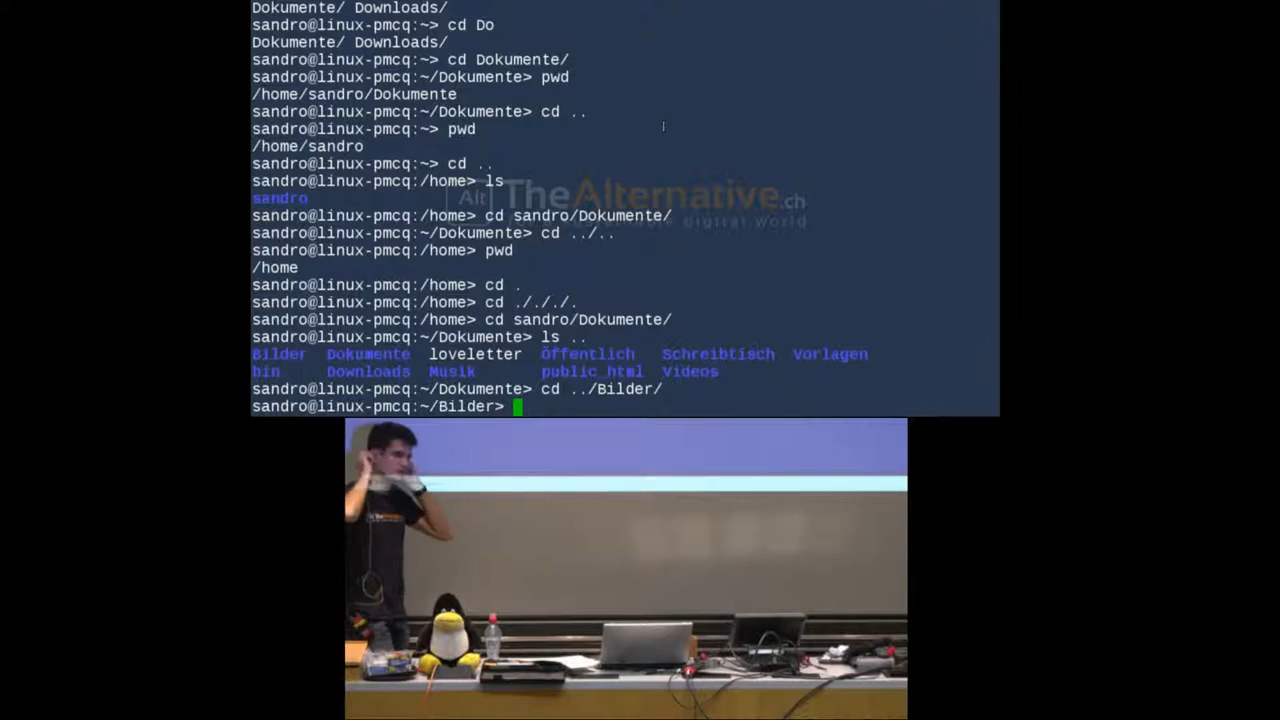 Dokumente/ Downloads/
sandro@linux-pmcq:~> cd Do
Dokumente/ Downloads/
sandro@linux-pmcq:~> cd Dokumente/
sandro@linux-pmcq:~/Dokumente> pwd
/home/sandro/Dokumente
sandro@linux-pmcq:~/Dokumente> cd ..
sandro@linux-pmcq:~> pwd
/home/sandro
sandro@linux-pmcq:~> cd ..
sandro@linux-pmcq:/home> ls
sandro
Alt TheAlternative.ch
sandro@linux-pmcq:/home> cd sandro/Dokumente/
digital world
sandro@linux-pmcq:~/Dokumente> cd ../..
sandro@linux-pmcq:/home> pwd
/home
sandro@linux-pmcq:/home> cd .
sandro@linux-pmcq:/home> cd ./././.
sandro@linux-pmcq:/home> cd sandro/Dokumente/
sandro@linux-pmcq:~/Dokumente> ls ..
Bilder Dokumente loveletter Öffentlich Schreibtisch Vorlagen
bin Downloads Musik public_html Videos
sandro@linux-pmcq:~/Dokumente> cd ../Bilder/
sandro@linux-pmcq:~/Bilder>